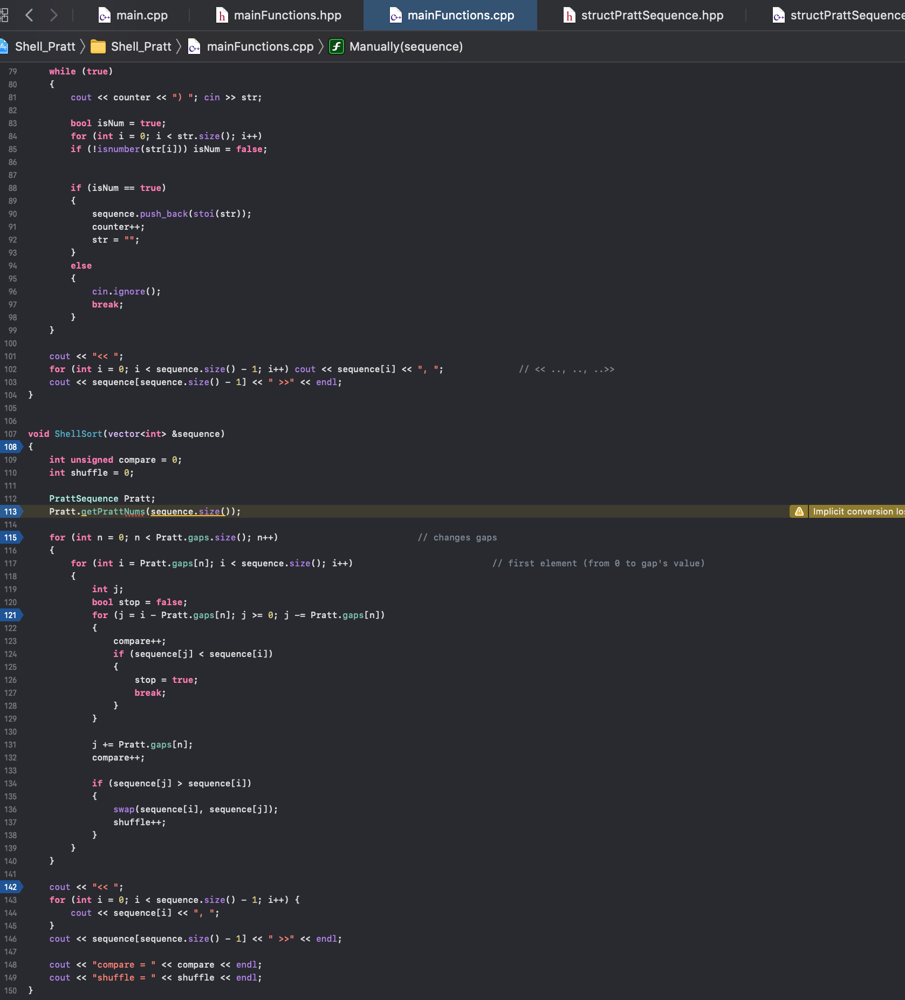 main.cpp mainFunctions.hpp mainFunctions.cpp structPrattSequence.hpp structPrattSequence
Shell_Pratt Shell_Pratt mainFunctions.cpp Manually(sequence)
79 while (true)
80 {
81 cout << counter << ") "; cin >> str;
82
83 bool isNum = true;
84 for (int i = 0; i < str.size(); i++)
85 if (!isnumber(str[i])) isNum = false;
86
87
88 if (isNum == true)
89 {
90 sequence.push_back(stoi(str));
91 counter++;
92 str = "";
93 }
94 else
95 {
96 cin.ignore();
97 break;
98 }
99 }
100
101 cout << "<< ";
102 for (int i = 0; i < sequence.size() - 1; i++) cout << sequence[i] << ", "; // << .., .., ..>>
103 cout << sequence[sequence.size() - 1] << " >>" << endl;
104 }
105
106
107 void ShellSort(vector<int> &sequence)
108 {
109 int unsigned compare = 0;
110 int shuffle = 0;
111
112 PrattSequence Pratt;
113 Pratt.getPrattNums(sequence.size()); Implicit conversion los
114
115 for (int n = 0; n < Pratt.gaps.size(); n++) // changes gaps
116 {
117 for (int i = Pratt.gaps[n]; i < sequence.size(); i++) // first element (from 0 to gap's value)
118 {
119 int j;
120 bool stop = false;
121 for (j = i - Pratt.gaps[n]; j >= 0; j -= Pratt.gaps[n])
122 {
123 compare++;
124 if (sequence[j] < sequence[i])
125 {
126 stop = true;
127 break;
128 }
129 }
130
131 j += Pratt.gaps[n];
132 compare++;
133
134 if (sequence[j] > sequence[i])
135 {
136 swap(sequence[i], sequence[j]);
137 shuffle++;
138 }
139 }
140 }
141
142 cout << "<< ";
143 for (int i = 0; i < sequence.size() - 1; i++) {
144 cout << sequence[i] << ", ";
145 }
146 cout << sequence[sequence.size() - 1] << " >>" << endl;
147
148 cout << "compare = " << compare << endl;
149 cout << "shuffle = " << shuffle << endl;
150 }